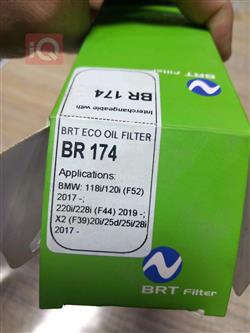 iQ
BR 174
Interchangeable with
BRT Filter
BRT ECO OIL FILTER
BR 174
Applications:
BMW: 118i/120i (F52)
2017 -;
220i/228i (F44) 2019 -;
X2 (F39)20i/25d/25i/28i
2017 -
BRT Filter